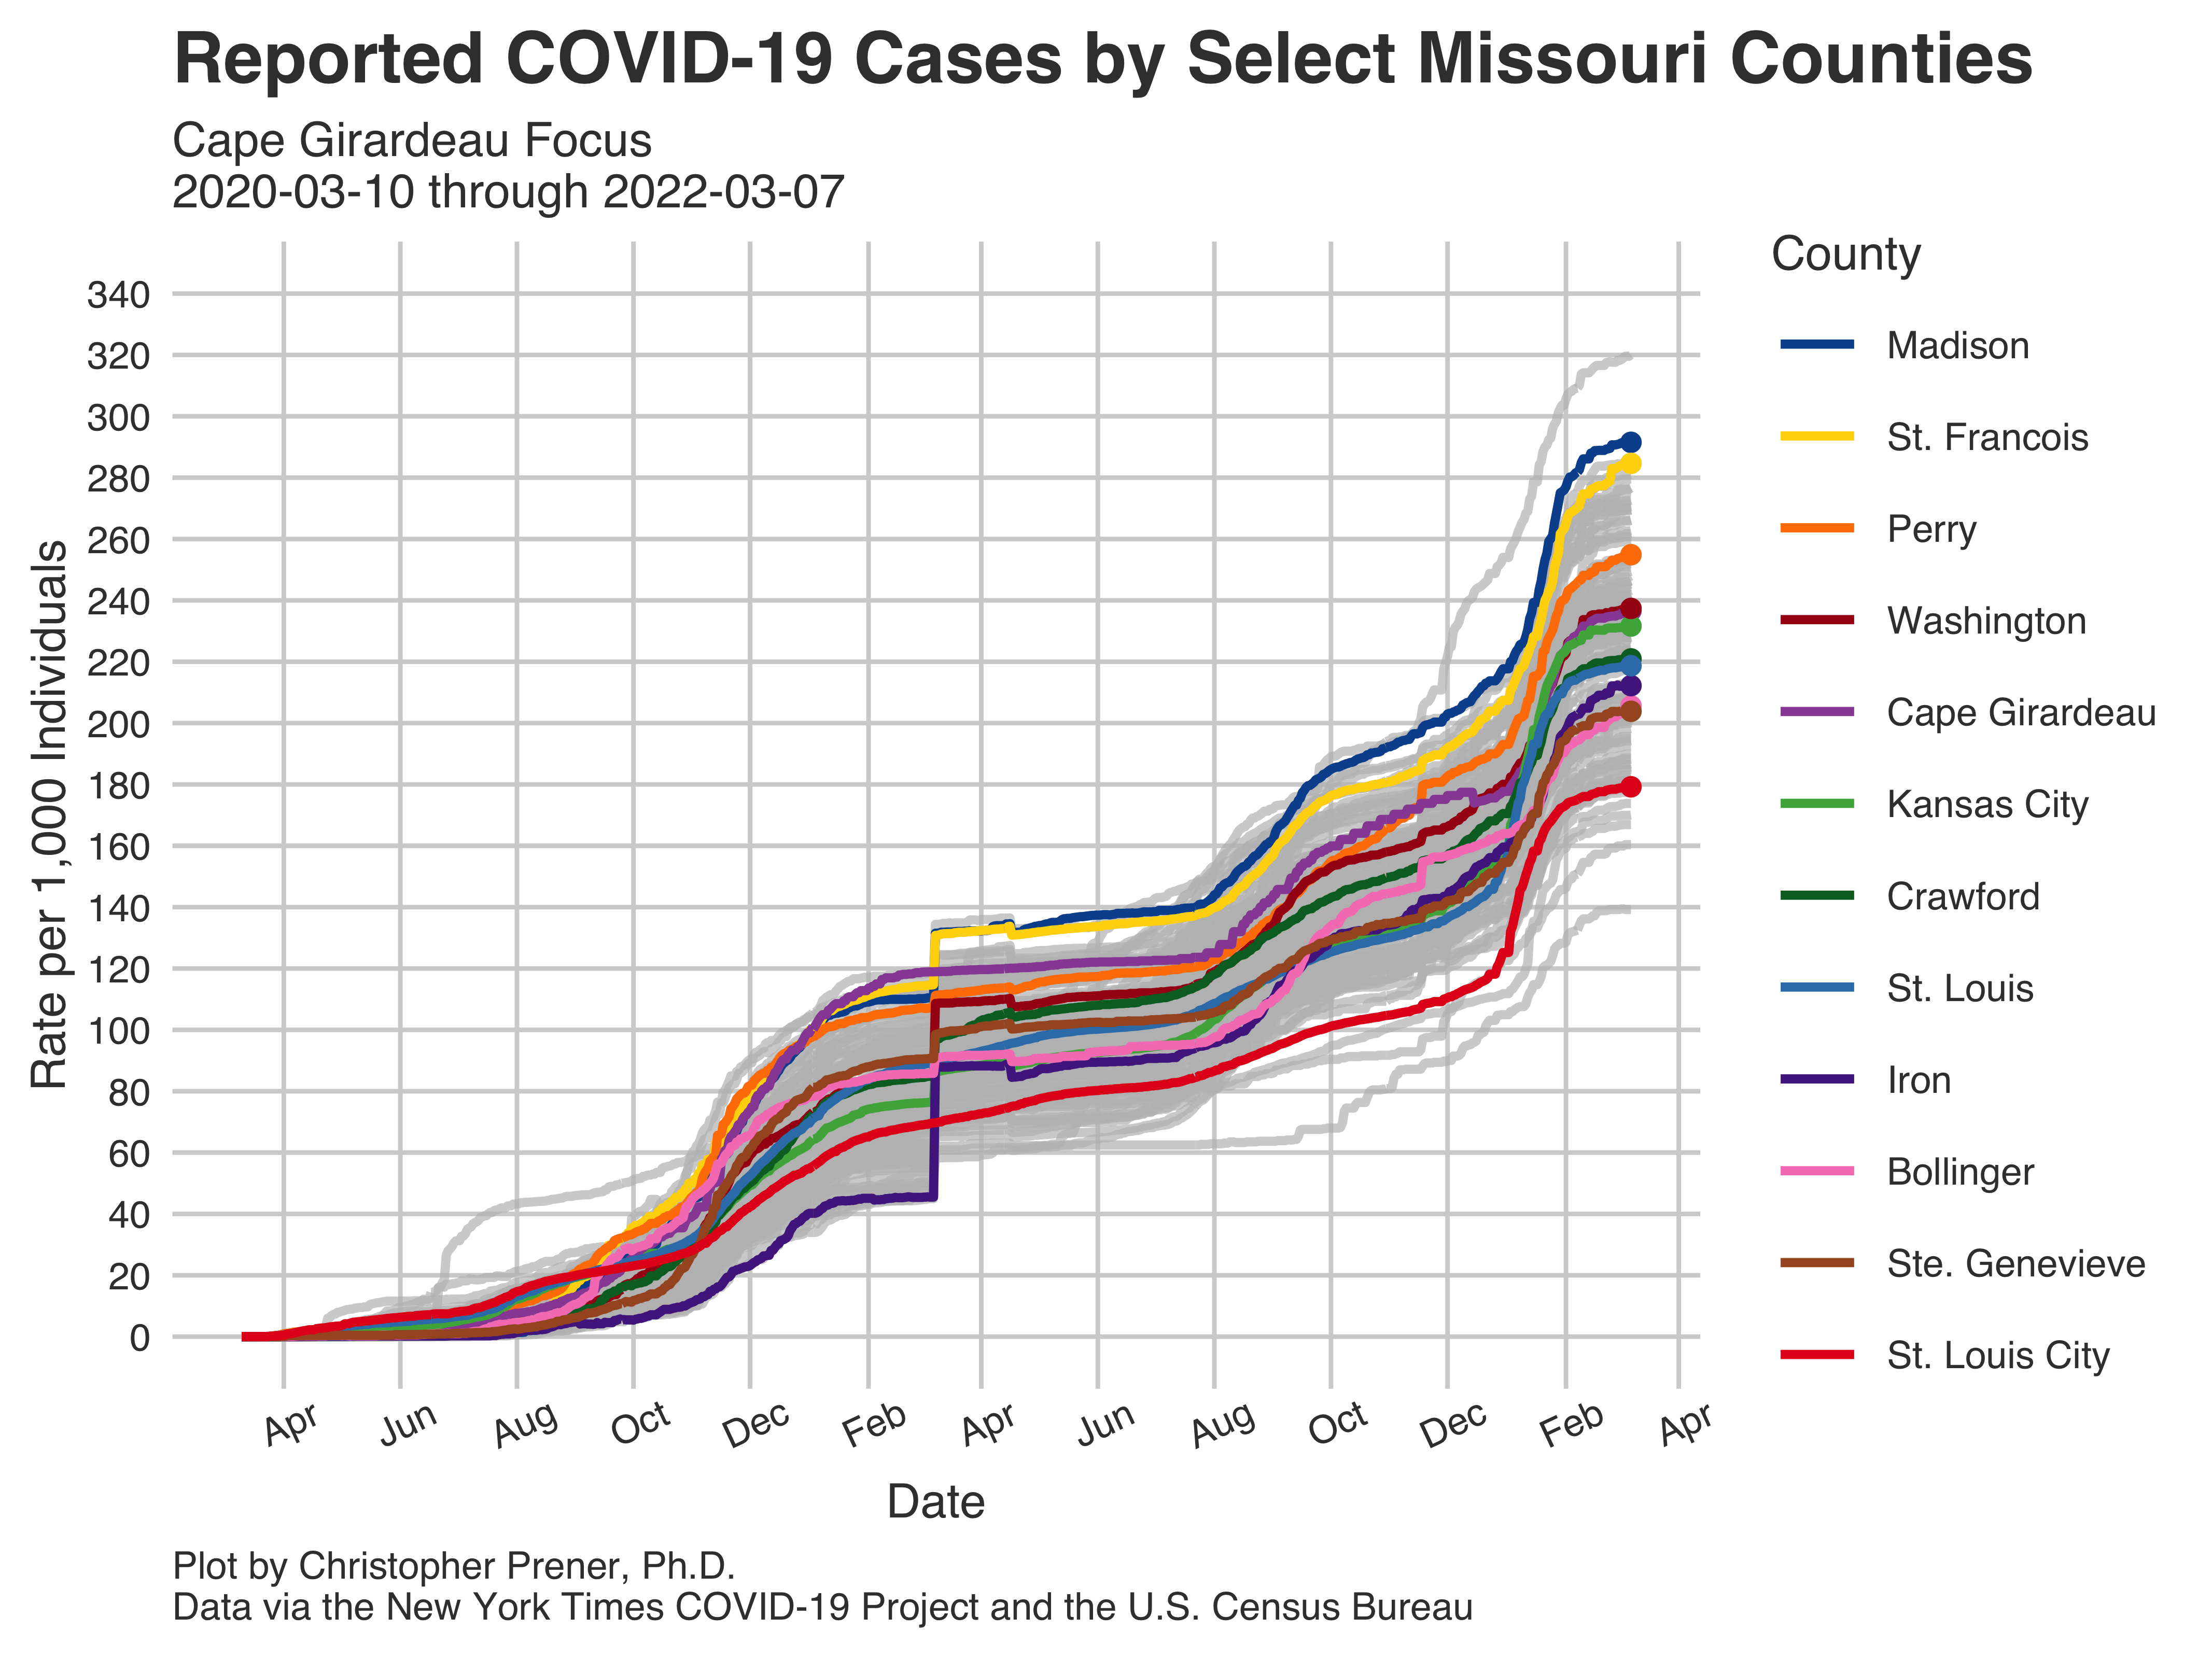 Reported COVID-19 Cases by Select Missouri Counties
Cape Girardeau Focus
2020-03-10 through 2022-03-07
County
Madison
St. Francois
Perry
Washington
Cape Girardeau
Kansas City
Crawford
St. Louis
Iron
Bollinger
Ste. Genevieve
St. Louis City
Rate per 1,000 Individuals
340
320
300
280
260
240
220
200
180
160
140
120
100
80
60
40
20
0
Apr Jun Aug Oct Dec Feb Apr Jun Aug Oct Dec Feb Apr
Date
Plot by Christopher Prener, Ph.D.
Data via the New York Times COVID-19 Project and the U.S. Census Bureau